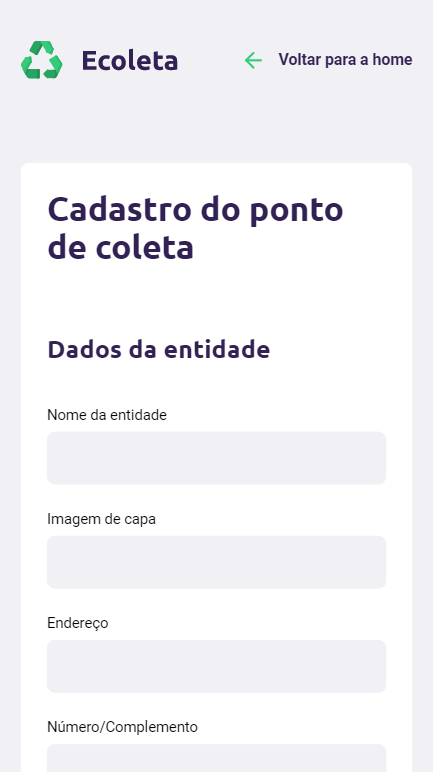 Ecoleta
Voltar para a home
Cadastro do ponto
de coleta
Dados da entidade
Nome da entidade
Imagem de capa
Endereço
Número/Complemento